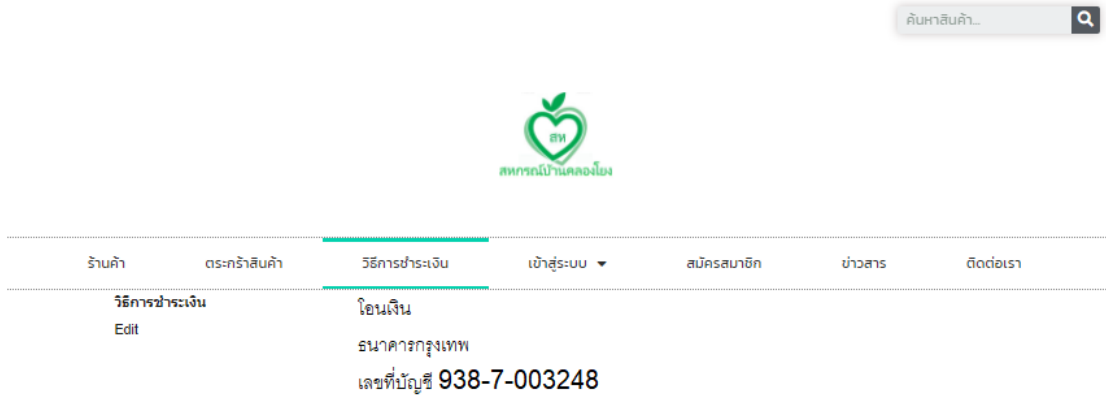 ค้นหาสินค้า...
สห
สหกรณ์บ้านคลองโยง
ร้านค้า ตระกร้าสินค้า วิธีการชำระเงิน เข้าสู่ระบบ สมัครสมาชิก ข่าวสาร ติดต่อเรา
วิธีการชำระเงิน
Edit
โอนเงิน
ธนาคารกรุงเทพ
เลขที่บัญชี 938-7-003248